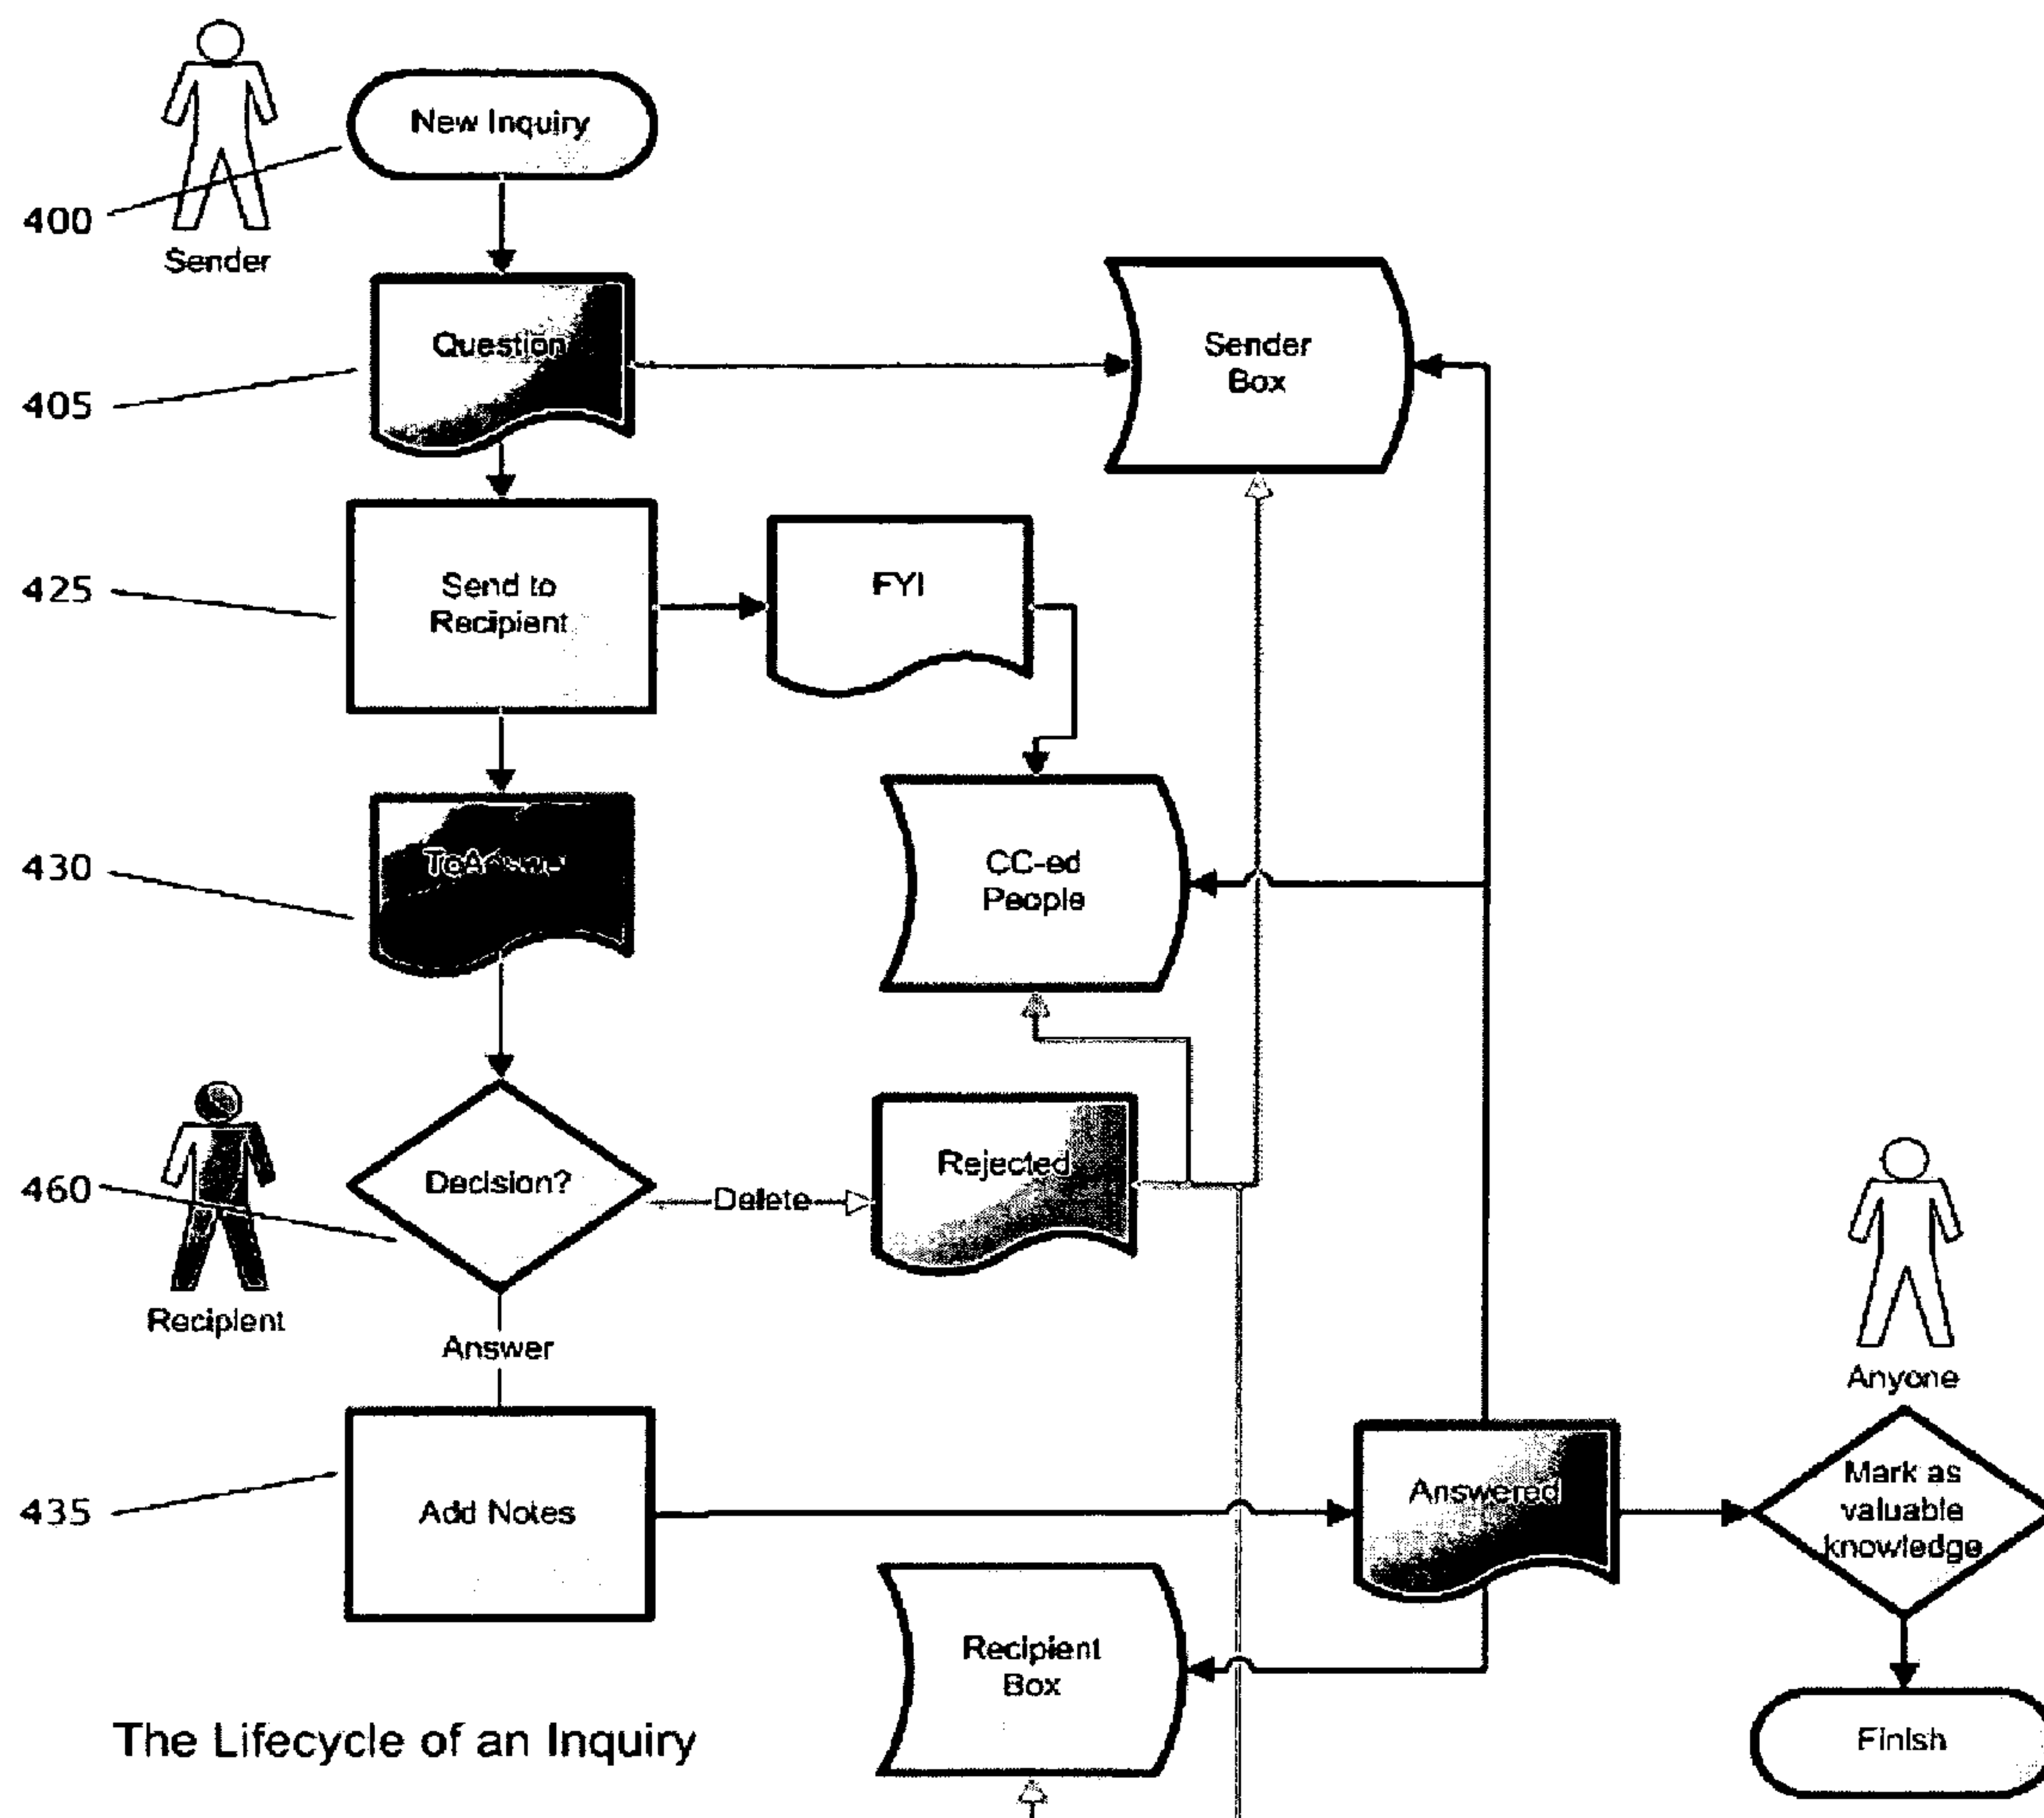 New Inquiry
400
Sender
Question
405
Sender
Box
425
Send to
Recipient
FYI
430
CC-ed
People
460
Decision?
Delete
Rejected
Recipient
Answer
Anyone
435
Add Notes
Answered
Mark as
valuable
knowledge
Recipient
Box
The Lifecycle of an Inquiry
Finish